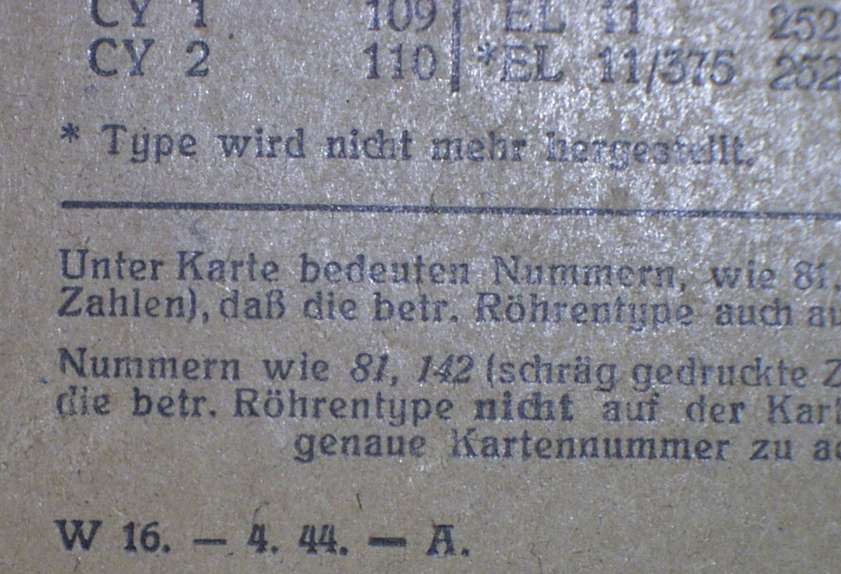 CY 1 109 EL 11 252
CY 2 110 *EL 11/375 252
* Type wird nicht mehr hergestellt.
Unter Karte bedeuten Nummern, wie 81,
Zahlen), daß die betr. Röhrentype auch
Nummern wie 81, 142 (schräg gedruckte Z
die betr. Röhrentype nicht auf der Kart
genaue Kartennummer zu
W 16. — 4. 44. — A.